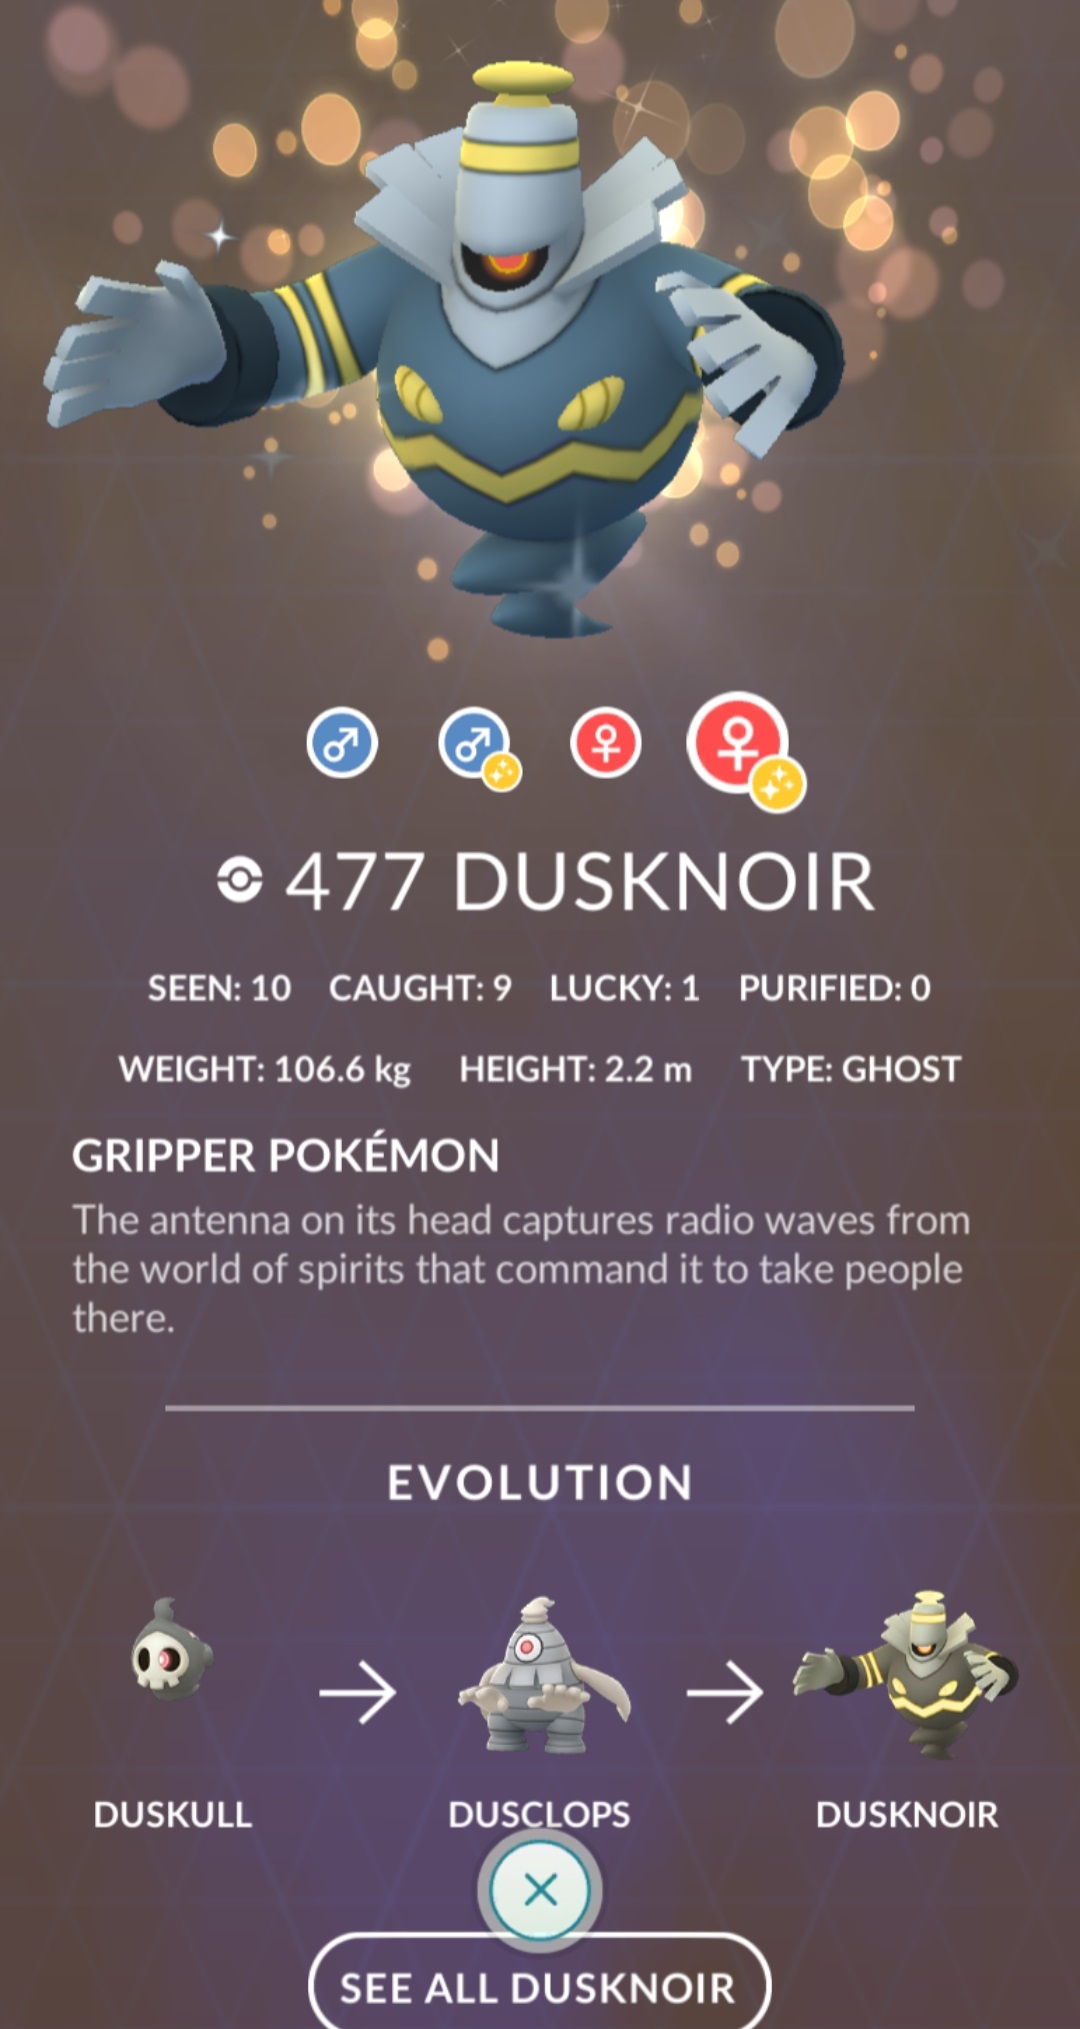 477 DUSKNOIR
SEEN: 10 CAUGHT: 9 LUCKY: 1 PURIFIED: 0
WEIGHT: 106.6 kg HEIGHT: 2.2 m TYPE: GHOST
GRIPPER POKÉMON
The antenna on its head captures radio waves from
the world of spirits that command it to take people
there.
EVOLUTION
DUSKULL DUSCLOPS DUSKNOIR
SEE ALL DUSKNOIR